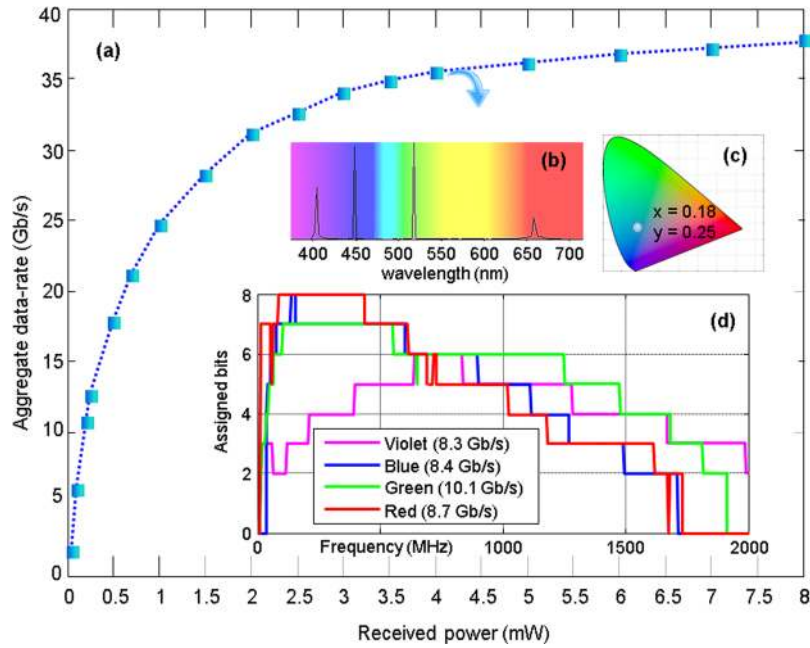 40
35
30
25
20
15
10
5
0
Aggregate data-rate (Gb/s)
(a)
(b)
400 450 500 550 600 650 700
wavelength (nm)
(c)
x = 0.18
y = 0.25
(d)
8
6
4
2
0
Assigned bits
Violet (8.3 Gb/s)
Blue (8.4 Gb/s)
Green (10.1 Gb/s)
Red (8.7 Gb/s)
0 Frequency (MHz) 1000 1500 2000
0 0.5 1 1.5 2 2.5 3 3.5 4 4.5 5 5.5 6 6.5 7 7.5 8
Received power (mW)